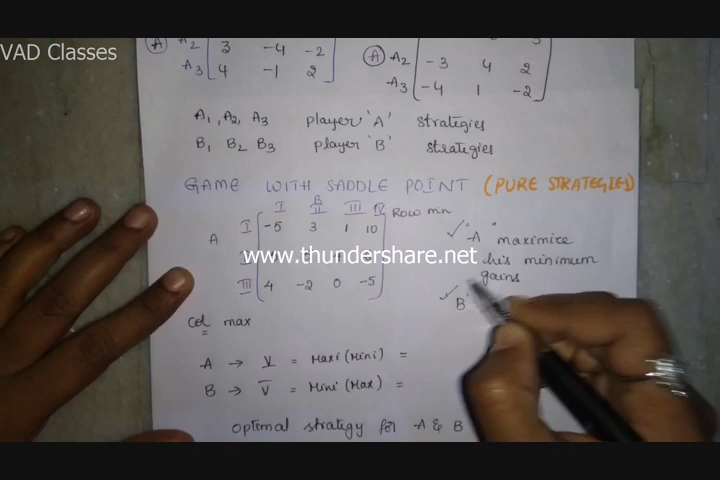 VAD Classes
A A2 3 -4 -2
A3 4 -1 2
A A2 -3 4 2
A3 -4 1 -2
A1, A2, A3 player 'A' strategies
B1 B2 B3 player 'B' strategies
GAME WITH SADDLE POINT (PURE STRATEGIES)
B
I II III IV Row min
A I -5 3 1 10
"A" maximize
www.thundershare.net
his minimum
gains
III 4 -2 0 -5
B
Col max
A → V = Maxi (Mini) =
B → V̅ = Mini (Max) =
optimal strategy for A & B